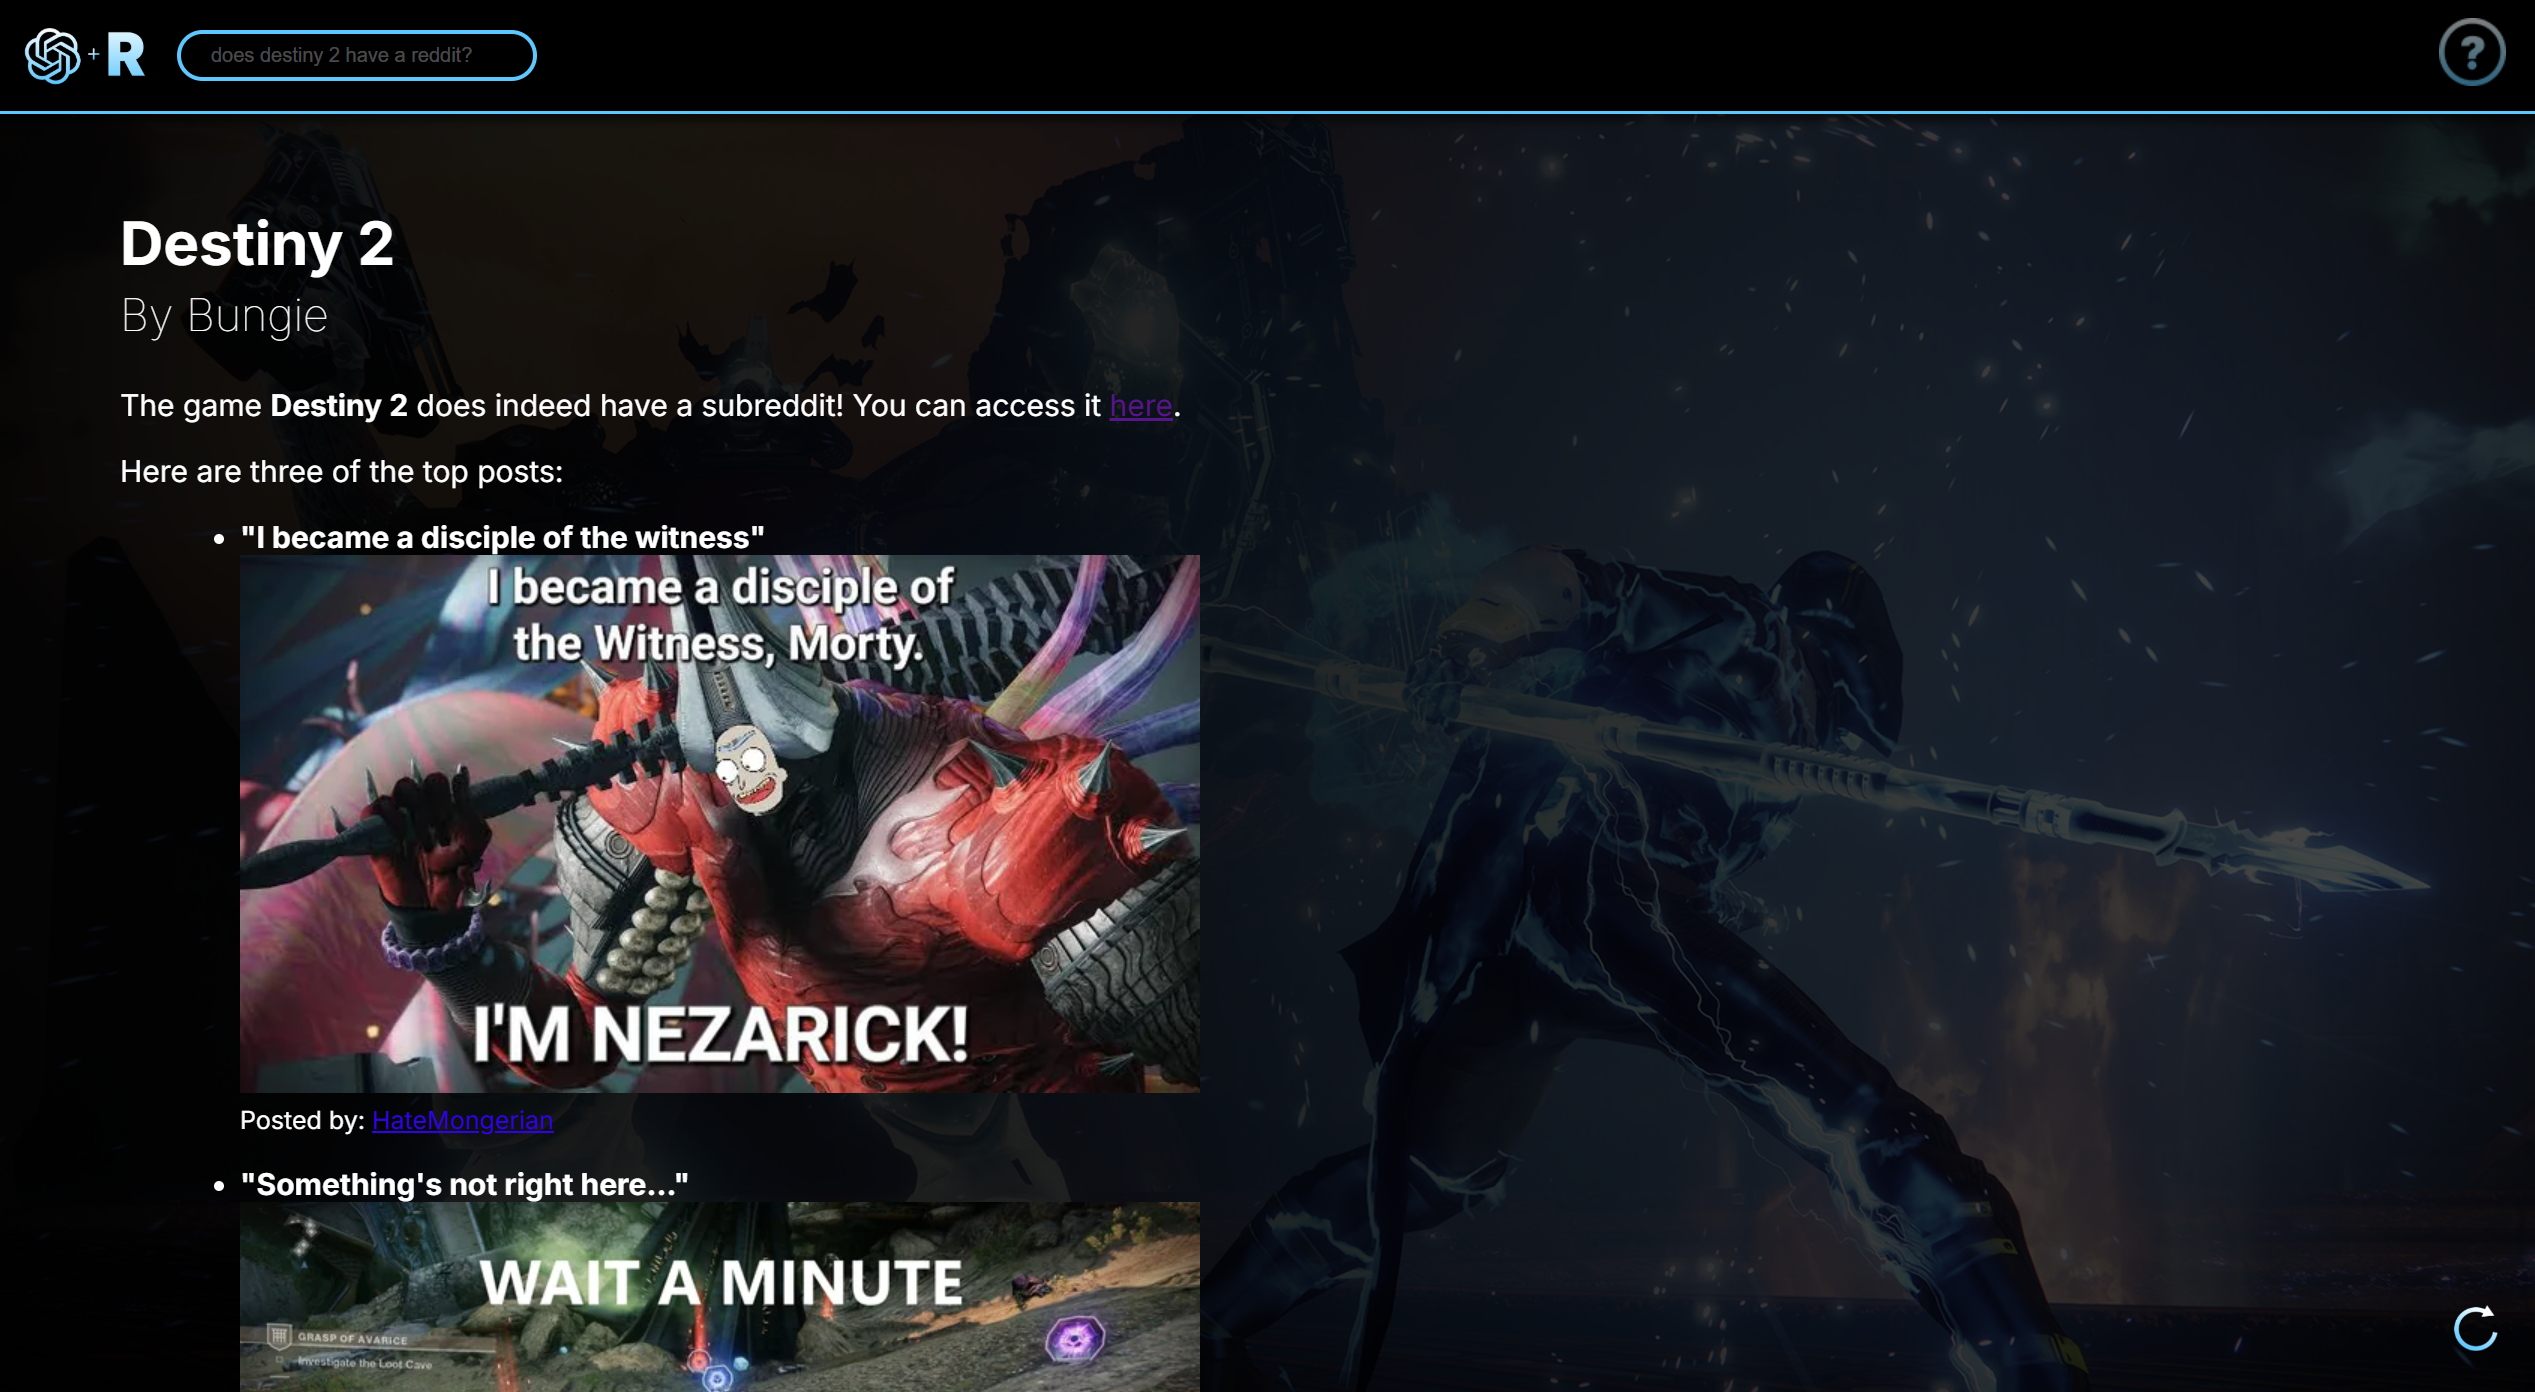 + R
does destiny 2 have a reddit?
?
Destiny 2
By Bungie
The game Destiny 2 does indeed have a subreddit! You can access it here.
Here are three of the top posts:
• "I became a disciple of the witness"
I became a disciple of
the Witness, Morty.
I'M NEZARICK!
Posted by: HateMongerian
• "Something's not right here..."
WAIT A MINUTE
GRASP OF AVARICE
Investigate the Loot Cave